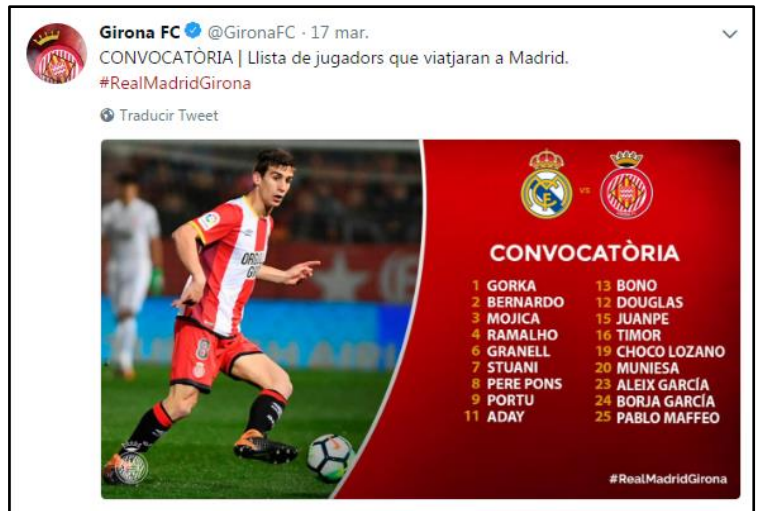 Girona FC @GironaFC · 17 mar.
CONVOCATÒRIA | Llista de jugadors que viatjaran a Madrid.
#RealMadridGirona
Traducir Tweet
VS
CONVOCATÒRIA
1 GORKA
2 BERNARDO
3 MOJICA
4 RAMALHO
6 GRANELL
7 STUANI
8 PERE PONS
9 PORTU
11 ADAY
13 BONO
12 DOUGLAS
15 JUANPE
16 TIMOR
19 CHOCO LOZANO
20 MUNIESA
23 ALEIX GARCÍA
24 BORJA GARCÍA
25 PABLO MAFFEO
#RealMadridGirona
8